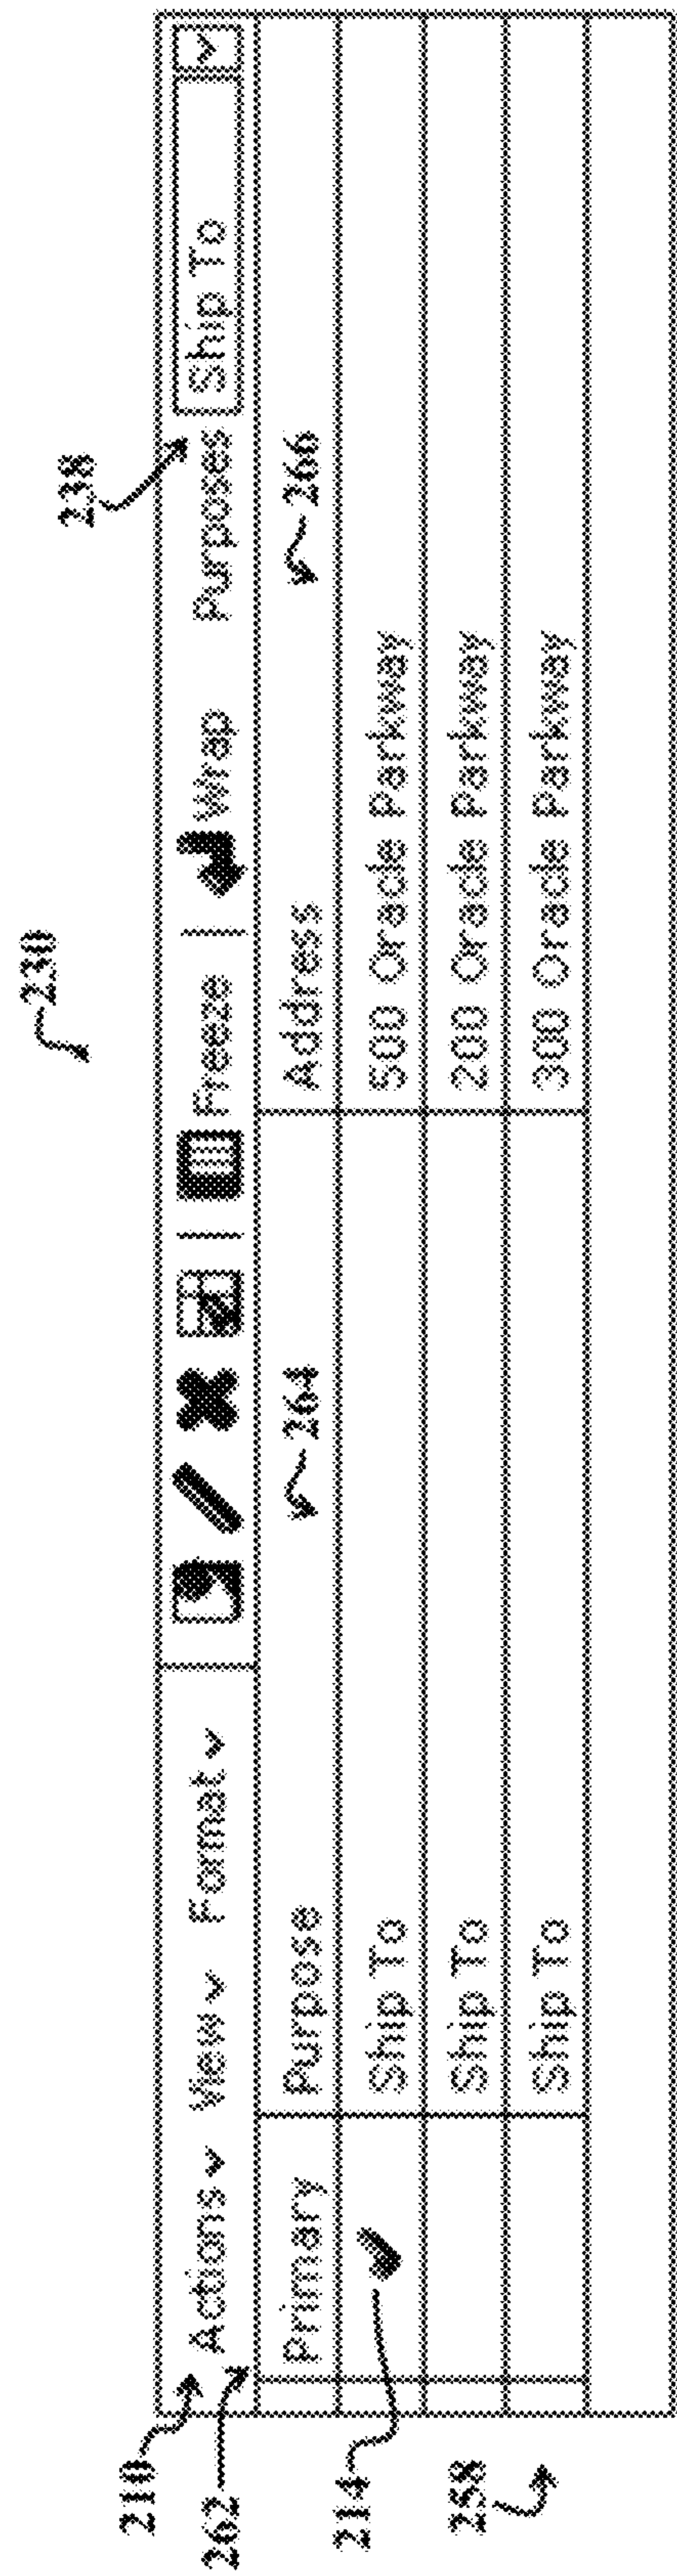 230
238
210
Actions View Format Freeze Wrap Purposes Ship To
262
Primary Purpose 264 Address 266
214
Ship To 500 Oracle Parkway
258
Ship To 200 Oracle Parkway
Ship To 300 Oracle Parkway